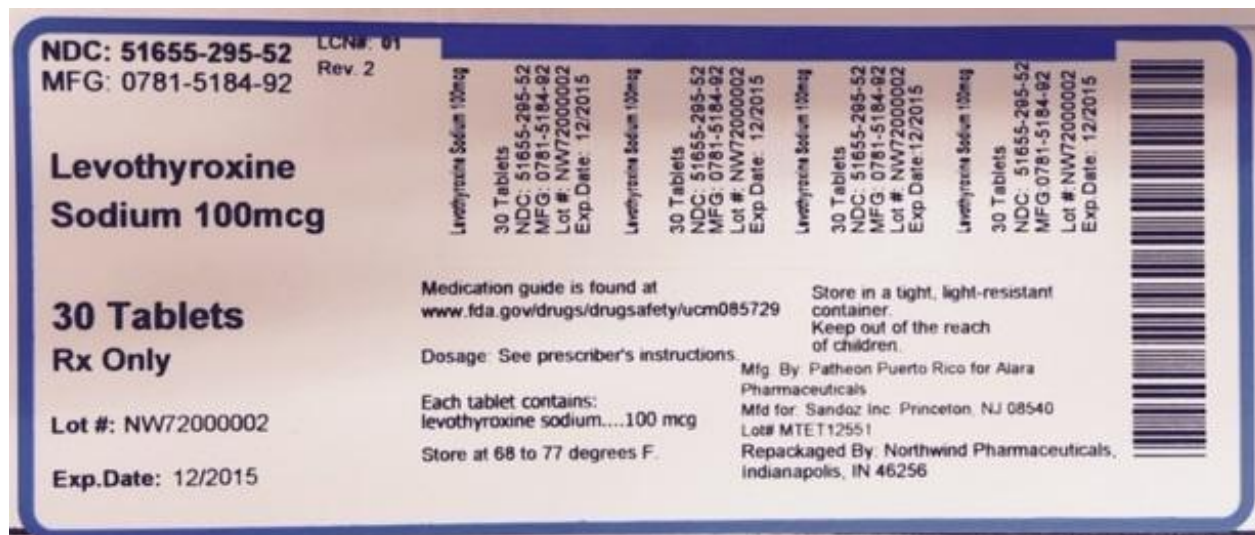 NDC: 51655-295-52
MFG: 0781-5184-92
LCN#: 01
Rev. 2
Levothyroxine
Sodium 100mcg
30 Tablets
Rx Only
Lot #: NW72000002
Exp.Date: 12/2015
Levothyroxine Sodium 100mcg
30 Tablets
NDC: 51655-295-52
MFG: 0781-5184-92
Lot #: NW72000002
Exp.Date: 12/2015
Levothyroxine Sodium 100mcg
30 Tablets
NDC: 51655-295-52
MFG: 0781-5184-92
Lot #: NW72000002
Exp.Date: 12/2015
Levothyroxine Sodium 100mcg
30 Tablets
NDC: 51655-295-52
MFG: 0781-5184-92
Lot #: NW72000002
Exp.Date:12/2015
Levothyroxine Sodium 100mcg
30 Tablets
NDC: 51655-295-52
MFG:0781-5184-92
Lot #:NW72000002
Exp.Date: 12/2015
Medication guide is found at
www.fda.gov/drugs/drugsafety/ucm085729
Dosage: See prescriber's instructions.
Each tablet contains:
levothyroxine sodium....100 mcg
Store at 68 to 77 degrees F.
Store in a tight, light-resistant
container.
Keep out of the reach
of children.
Mfg. By: Patheon Puerto Rico for Alara
Pharmaceuticals
Mfd for: Sandoz Inc. Princeton, NJ 08540
Lot# MTET12551
Repackaged By: Northwind Pharmaceuticals,
Indianapolis, IN 46256